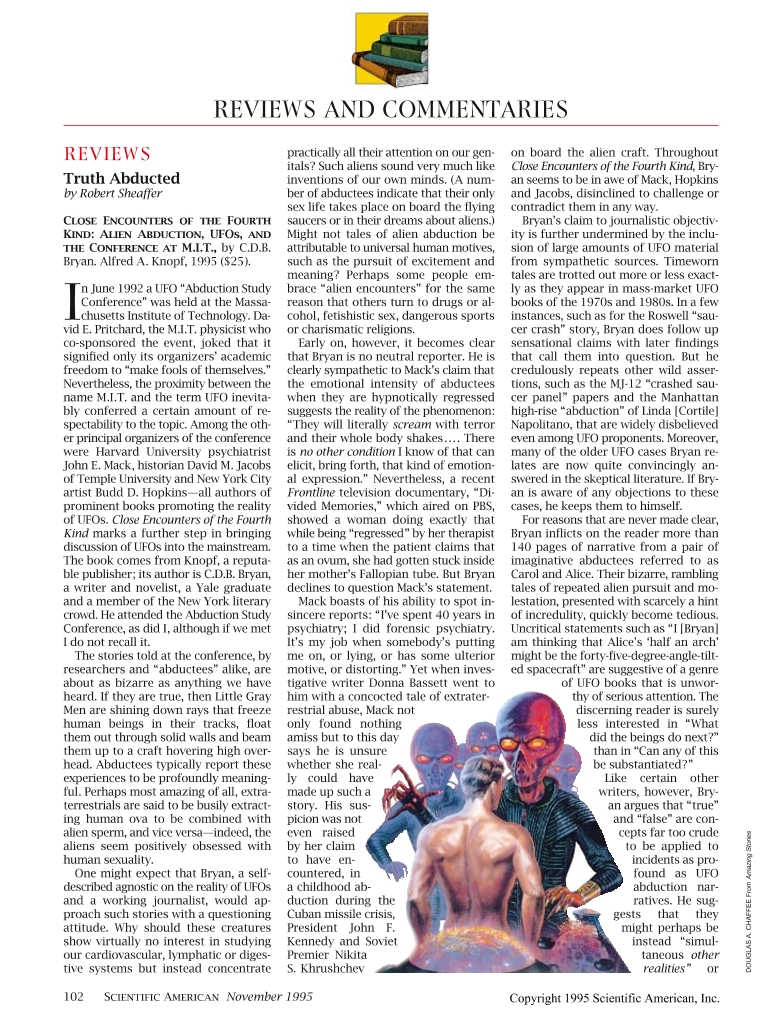 REVIEWS AND COMMENTARIES
REVIEWS
Truth Abducted
by Robert Sheaffer
CLOSE ENCOUNTERS OF THE FOURTH
KIND: ALIEN ABDUCTION, UFOS, AND
THE CONFERENCE AT M.I.T., by C.D.B.
Bryan. Alfred A. Knopf, 1995 ($25).
In June 1992 a UFO “Abduction Study
Conference” was held at the Massa-
chusetts Institute of Technology. Da-
vid E. Pritchard, the M.I.T. physicist who
co-sponsored the event, joked that it
signified only its organizers’ academic
freedom to “make fools of themselves.”
Nevertheless, the proximity between the
name M.I.T. and the term UFO inevita-
bly conferred a certain amount of re-
spectability to the topic. Among the oth-
er principal organizers of the conference
were Harvard University psychiatrist
John E. Mack, historian David M. Jacobs
of Temple University and New York City
artist Budd D. Hopkins—all authors of
prominent books promoting the reality
of UFOs. Close Encounters of the Fourth
Kind marks a further step in bringing
discussion of UFOs into the mainstream.
The book comes from Knopf, a reputa-
ble publisher; its author is C.D.B. Bryan,
a writer and novelist, a Yale graduate
and a member of the New York literary
crowd. He attended the Abduction Study
Conference, as did I, although if we met
I do not recall it.
The stories told at the conference, by
researchers and “abductees” alike, are
about as bizarre as anything we have
heard. If they are true, then Little Gray
Men are shining down rays that freeze
human beings in their tracks, float
them out through solid walls and beam
them up to a craft hovering high over-
head. Abductees typically report these
experiences to be profoundly meaning-
ful. Perhaps most amazing of all, extra-
terrestrials are said to be busily extract-
ing human ova to be combined with
alien sperm, and vice versa—indeed, the
aliens seem positively obsessed with
human sexuality.
One might expect that Bryan, a self-
described agnostic on the reality of UFOs
and a working journalist, would ap-
proach such stories with a questioning
attitude. Why should these creatures
show virtually no interest in studying
our cardiovascular, lymphatic or diges-
tive systems but instead concentrate
practically all their attention on our gen-
itals? Such aliens sound very much like
inventions of our own minds. (A num-
ber of abductees indicate that their only
sex life takes place on board the flying
saucers or in their dreams about aliens.)
Might not tales of alien abduction be
attributable to universal human motives,
such as the pursuit of excitement and
meaning? Perhaps some people em-
brace “alien encounters” for the same
reason that others turn to drugs or al-
cohol, fetishistic sex, dangerous sports
or charismatic religions.
Early on, however, it becomes clear
that Bryan is no neutral reporter. He is
clearly sympathetic to Mack’s claim that
the emotional intensity of abductees
when they are hypnotically regressed
suggests the reality of the phenomenon:
“They will literally scream with terror
and their whole body shakes.... There
is no other condition I know of that can
elicit, bring forth, that kind of emotion-
al expression.” Nevertheless, a recent
Frontline television documentary, “Di-
vided Memories,” which aired on PBS,
showed a woman doing exactly that
while being “regressed” by her therapist
to a time when the patient claims that
as an ovum, she had gotten stuck inside
her mother’s Fallopian tube. But Bryan
declines to question Mack’s statement.
Mack boasts of his ability to spot in-
sincere reports: “I’ve spent 40 years in
psychiatry; I did forensic psychiatry.
It’s my job when somebody’s putting
me on, or lying, or has some ulterior
motive, or distorting.” Yet when inves-
tigative writer Donna Bassett went to
him with a concocted tale of extrater-
restrial abuse, Mack not
only found nothing
amiss but to this day
says he is unsure
whether she real-
ly could have
made up such a
story. His sus-
picion was not
even raised
by her claim
to have en-
countered, in
a childhood ab-
duction during the
Cuban missile crisis,
President John F.
Kennedy and Soviet
Premier Nikita
S. Khrushchev
on board the alien craft. Throughout
Close Encounters of the Fourth Kind, Bry-
an seems to be in awe of Mack, Hopkins
and Jacobs, disinclined to challenge or
contradict them in any way.
Bryan’s claim to journalistic objectiv-
ity is further undermined by the inclu-
sion of large amounts of UFO material
from sympathetic sources. Timeworn
tales are trotted out more or less exact-
ly as they appear in mass-market UFO
books of the 1970s and 1980s. In a few
instances, such as for the Roswell “sau-
cer crash” story, Bryan does follow up
sensational claims with later findings
that call them into question. But he
credulously repeats other wild asser-
tions, such as the MJ-12 “crashed sau-
cer panel” papers and the Manhattan
high-rise “abduction” of Linda [Cortile]
Napolitano, that are widely disbelieved
even among UFO proponents. Moreover,
many of the older UFO cases Bryan re-
lates are now quite convincingly an-
swered in the skeptical literature. If Bry-
an is aware of any objections to these
cases, he keeps them to himself.
For reasons that are never made clear,
Bryan inflicts on the reader more than
140 pages of narrative from a pair of
imaginative abductees referred to as
Carol and Alice. Their bizarre, rambling
tales of repeated alien pursuit and mo-
lestation, presented with scarcely a hint
of incredulity, quickly become tedious.
Uncritical statements such as “I [Bryan]
am thinking that Alice’s ‘half an arch’
might be the forty-five-degree-angle-tilt-
ed spacecraft” are suggestive of a genre
of UFO books that is unwor-
thy of serious attention. The
discerning reader is surely
less interested in “What
did the beings do next?”
than in “Can any of this
be substantiated?”
Like certain other
writers, however, Bry-
an argues that “true”
and “false” are con-
cepts far too crude
to be applied to
incidents as pro-
found as UFO
abduction nar-
ratives. He sug-
gests that they
might perhaps be
instead “simul-
taneous other
realities” or
DOUGLAS A. CHAFFEE From Amazing Stories
102 SCIENTIFIC AMERICAN November 1995
Copyright 1995 Scientific American, Inc.